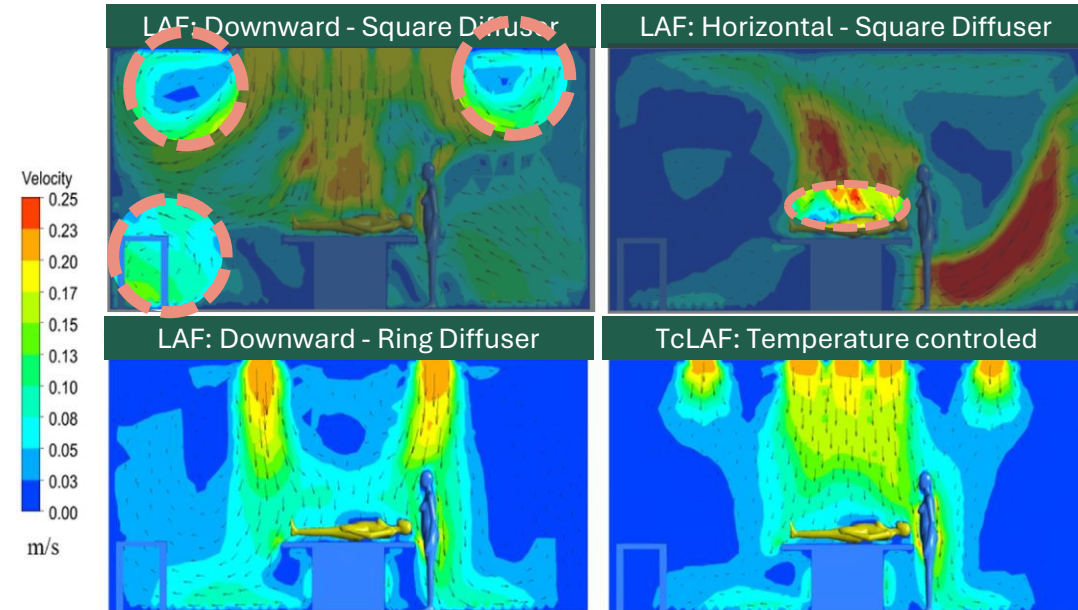 LAF: Downward - Square Diffuser
LAF: Horizontal - Square Diffuser
Velocity
0.25
0.23
0.20
0.17
0.15
0.13
0.10
0.08
0.05
0.03
0.00
m/s
LAF: Downward - Ring Diffuser
TcLAF: Temperature controled